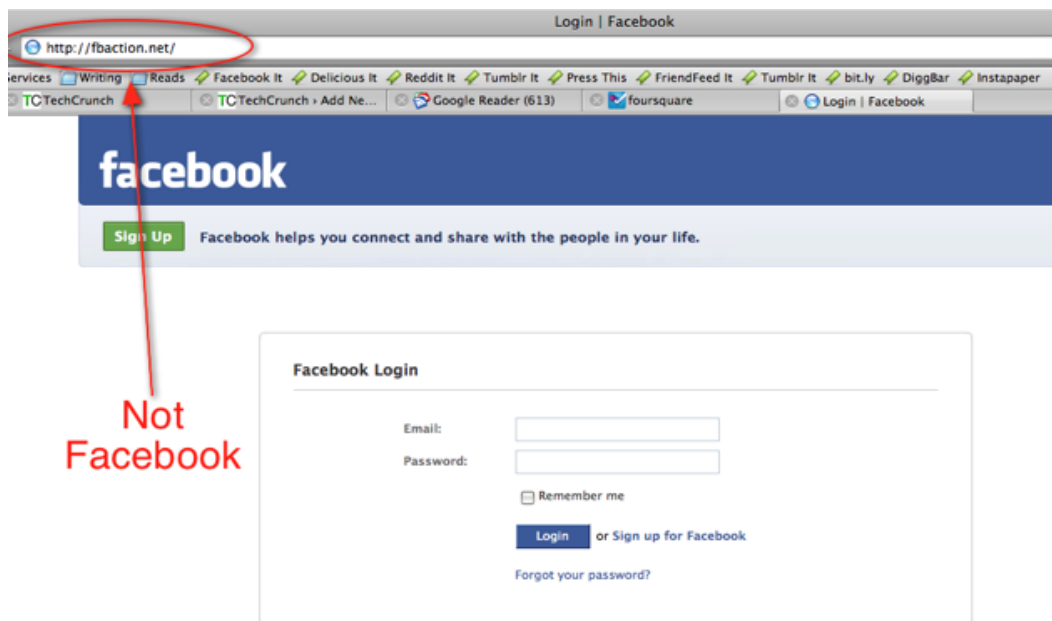 Login | Facebook
http://fbaction.net/
Services Writing Reads Facebook It Delicious It Reddit It Tumblr It Press This FriendFeed It Tumblr It bit.ly DiggBar Instapaper
TC TechCrunch TC TechCrunch › Add Ne... Google Reader (613) foursquare Login | Facebook
facebook
Sign Up Facebook helps you connect and share with the people in your life.
Facebook Login
Not
Facebook
Email:
Password:
Remember me
Login or Sign up for Facebook
Forgot your password?